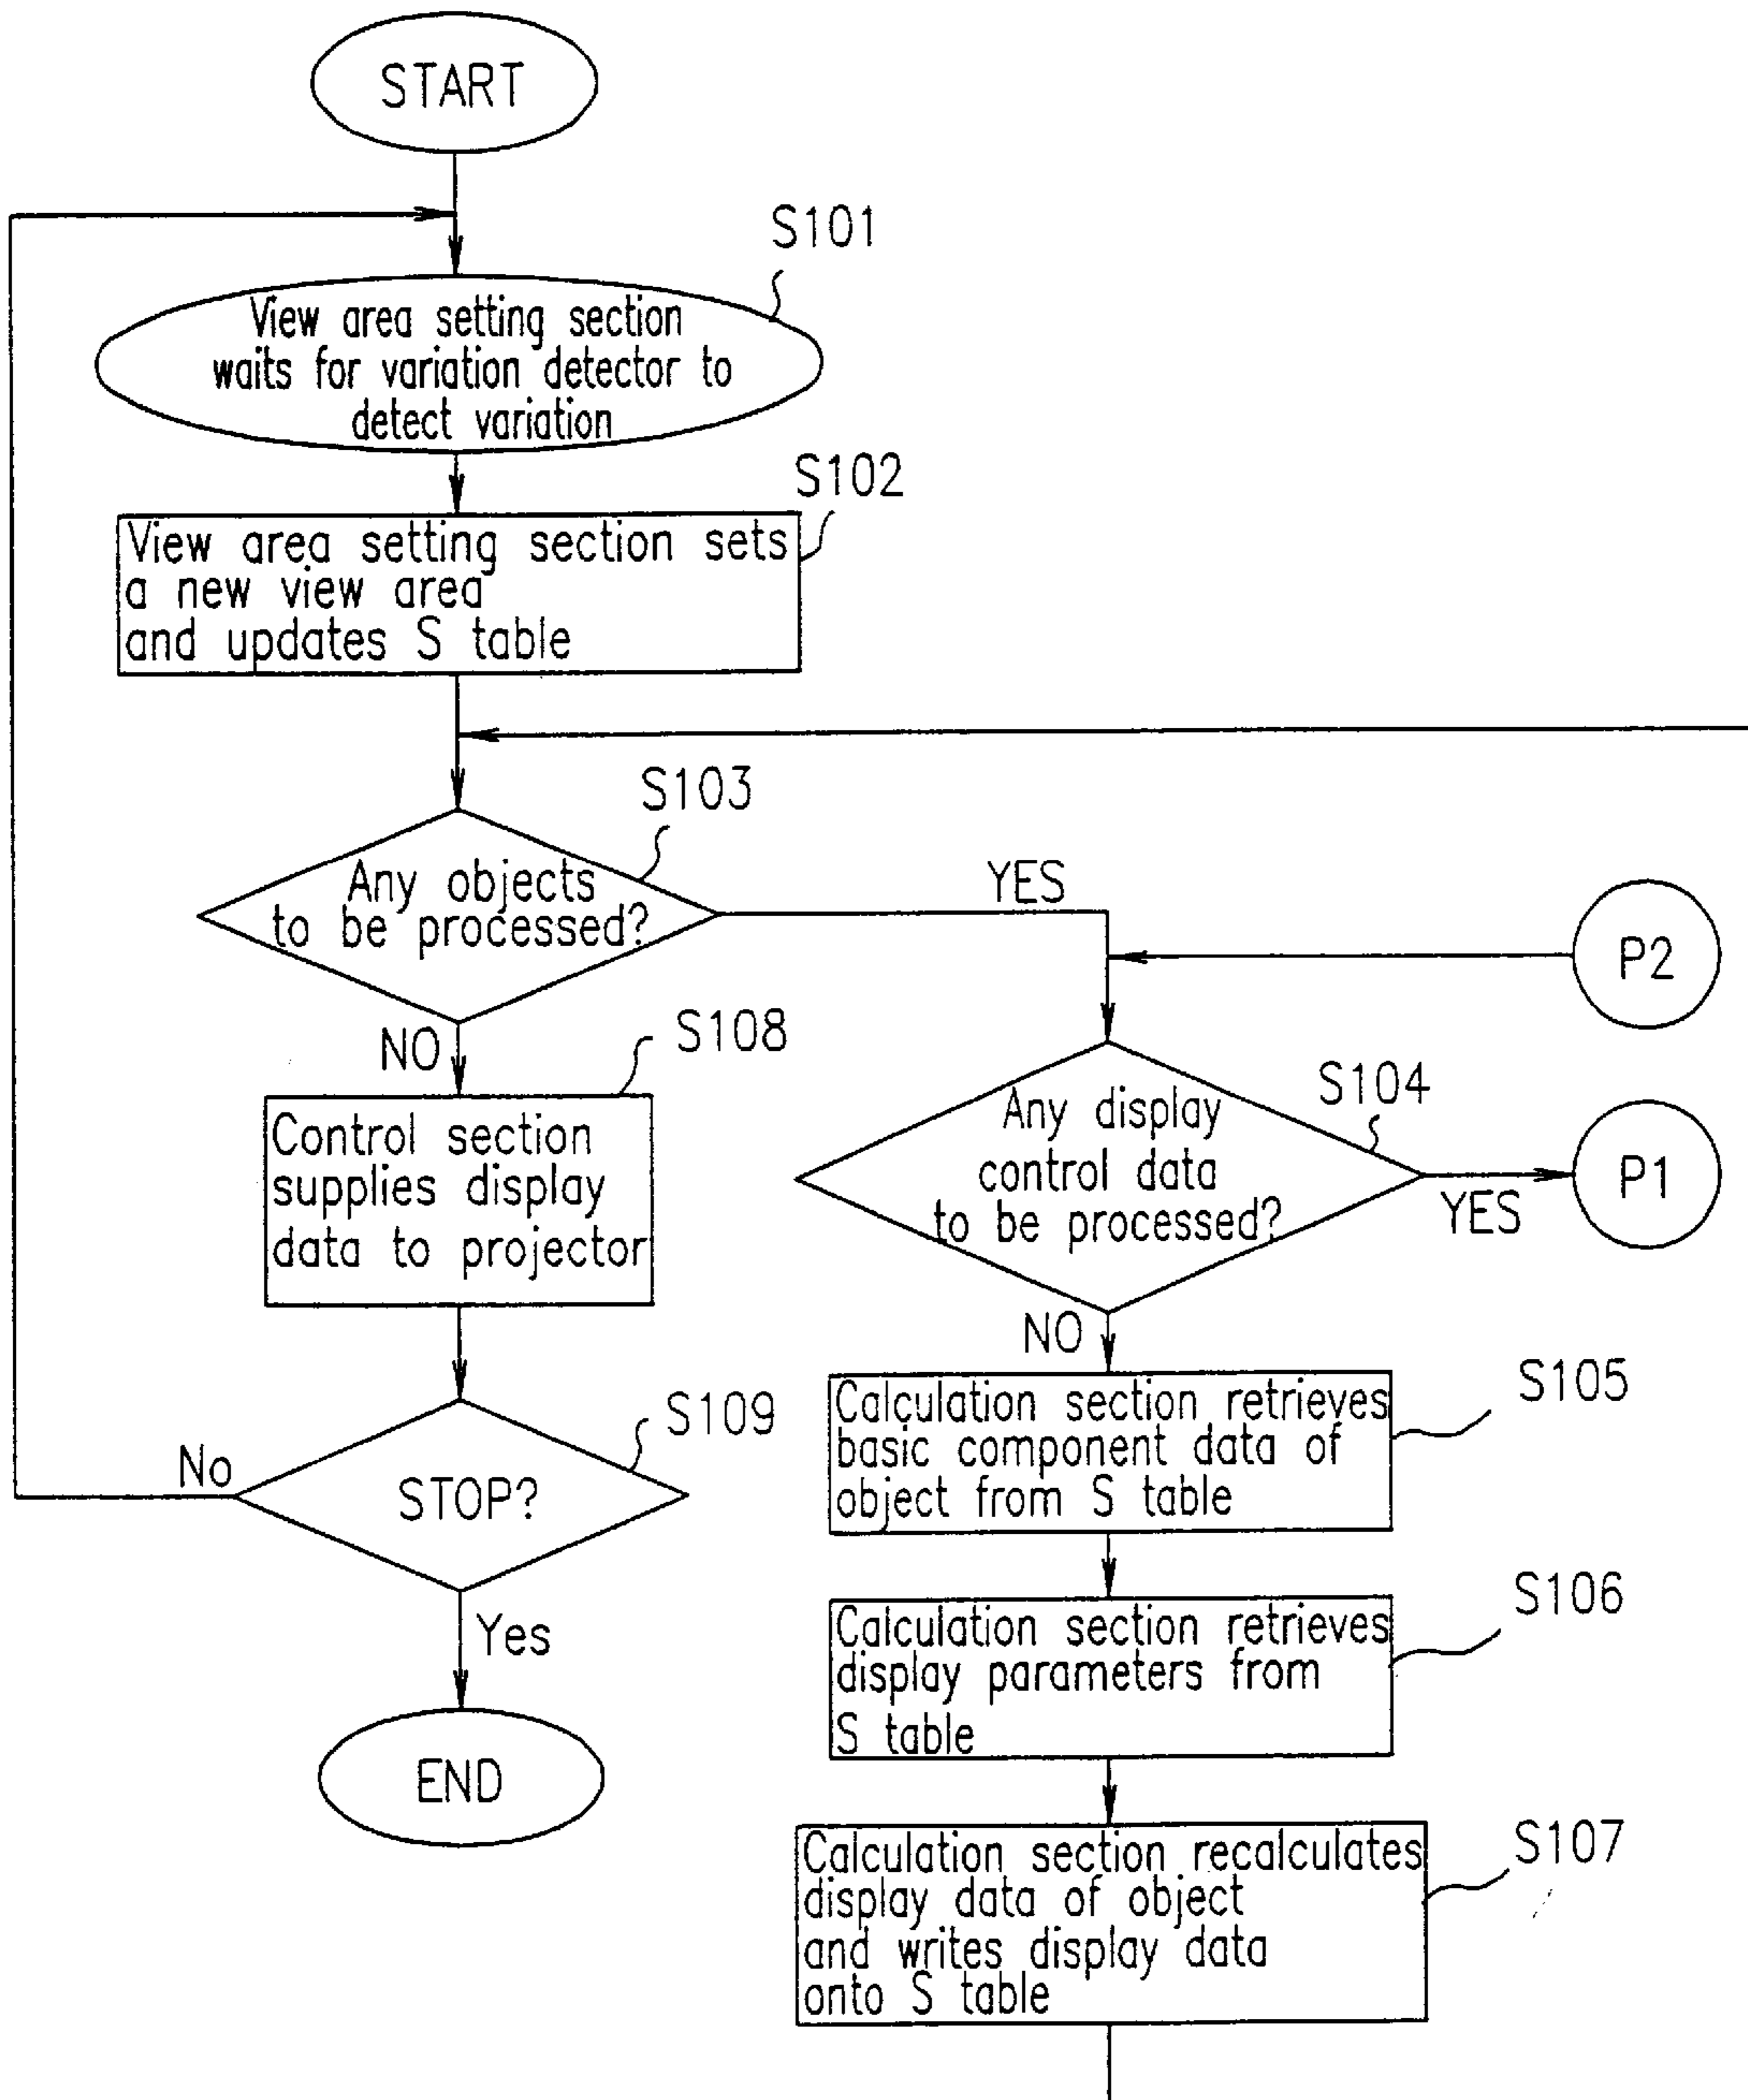 START
S101
View area setting section
waits for variation detector to
detect variation
S102
View area setting section sets
a new view area
and updates S table
S103
Any objects
to be processed?
YES
P2
NO
S108
Control section
supplies display
data to projector
S104
Any display
control data
to be processed?
YES
P1
NO
S105
Calculation section retrieves
basic component data of
object from S table
S109
No
STOP?
Yes
S106
Calculation section retrieves
display parameters from
S table
END
S107
Calculation section recalculates
display data of object
and writes display data
onto S table